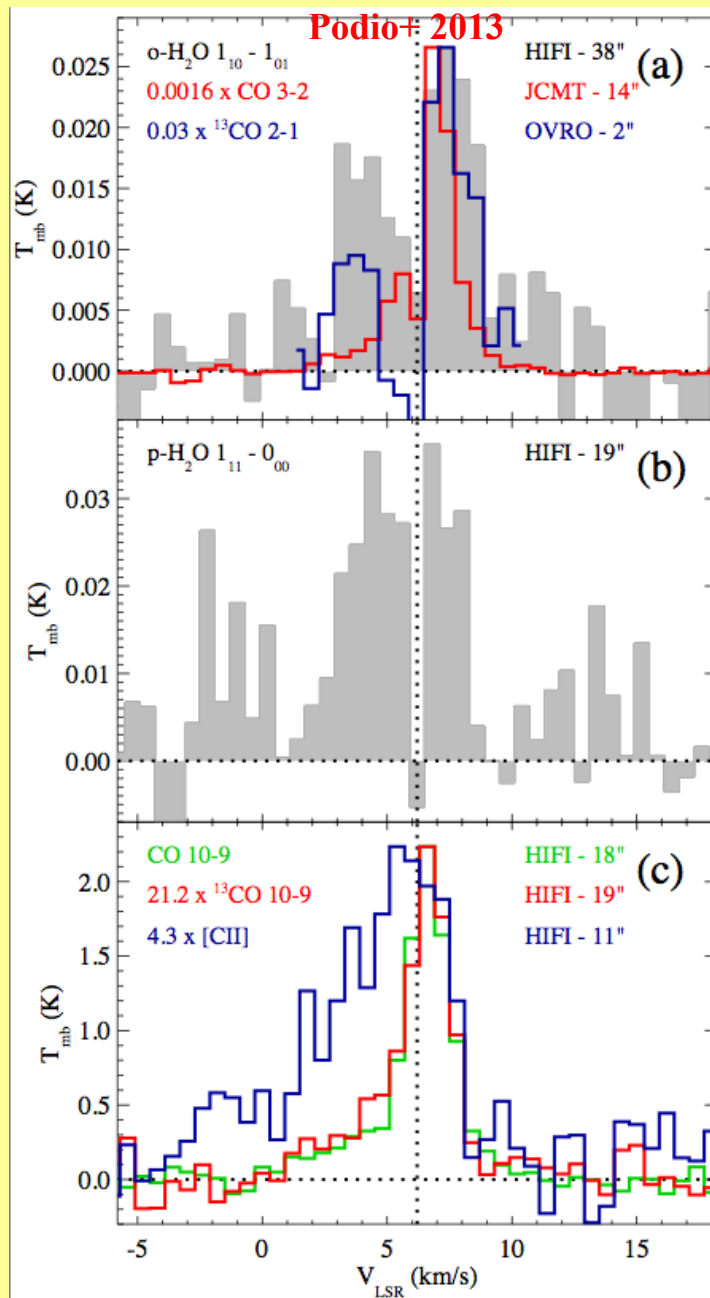 Podio+ 2013
o-H₂O 1₁₀ - 1₀₁ HIFI - 38" (a)
0.0016 x CO 3-2 JCMT - 14"
0.03 x ¹³CO 2-1 OVRO - 2"
0.025
0.020
0.015
0.010
0.005
0.000
T_mb (K)
p-H₂O 1₁₁ - 0₀₀ HIFI - 19" (b)
0.03
0.02
0.01
0.00
T_mb (K)
CO 10-9 HIFI - 18" (c)
21.2 x ¹³CO 10-9 HIFI - 19"
4.3 x [CII] HIFI - 11"
2.0
1.5
1.0
0.5
0.0
T_mb (K)
-5 0 5 10 15
V_LSR (km/s)